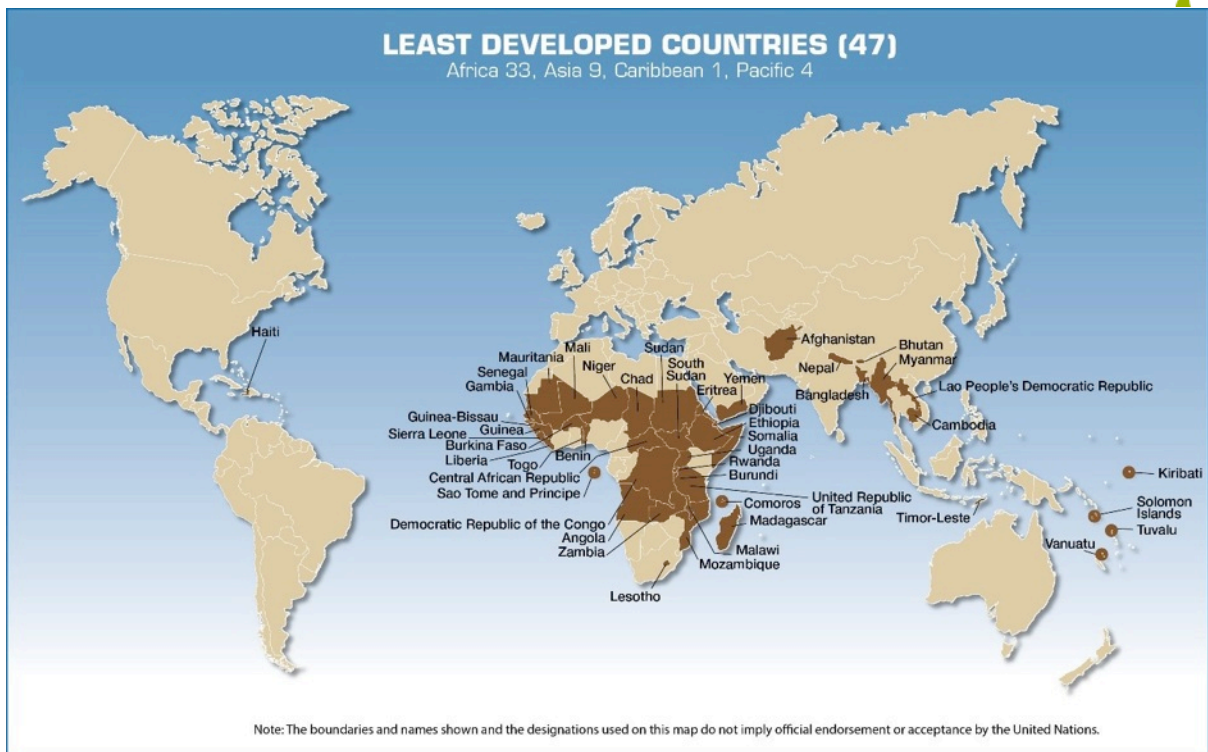 LEAST DEVELOPED COUNTRIES (47)
Africa 33, Asia 9, Caribbean 1, Pacific 4
Haiti
Mali
Sudan
Mauritania
Niger
South
Sudan
Senegal
Chad
Yemen
Gambia
Eritrea
Afghanistan
Bhutan
Nepal
Myanmar
Bangladesh
Lao People's Democratic Republic
Cambodia
Guinea-Bissau
Guinea
Sierra Leone
Burkina Faso
Liberia
Togo
Benin
Central African Republic
Sao Tome and Principe
Djibouti
Ethiopia
Somalia
Uganda
Rwanda
Burundi
United Republic
of Tanzania
Comoros
Madagascar
Democratic Republic of the Congo
Angola
Zambia
Malawi
Mozambique
Lesotho
Timor-Leste
Kiribati
Solomon
Islands
Tuvalu
Vanuatu
Note: The boundaries and names shown and the designations used on this map do not imply official endorsement or acceptance by the United Nations.